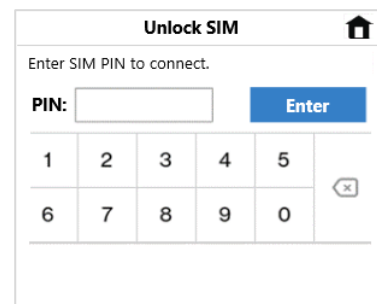 Unlock SIM
Enter SIM PIN to connect.
PIN: Enter
1 2 3 4 5
6 7 8 9 0